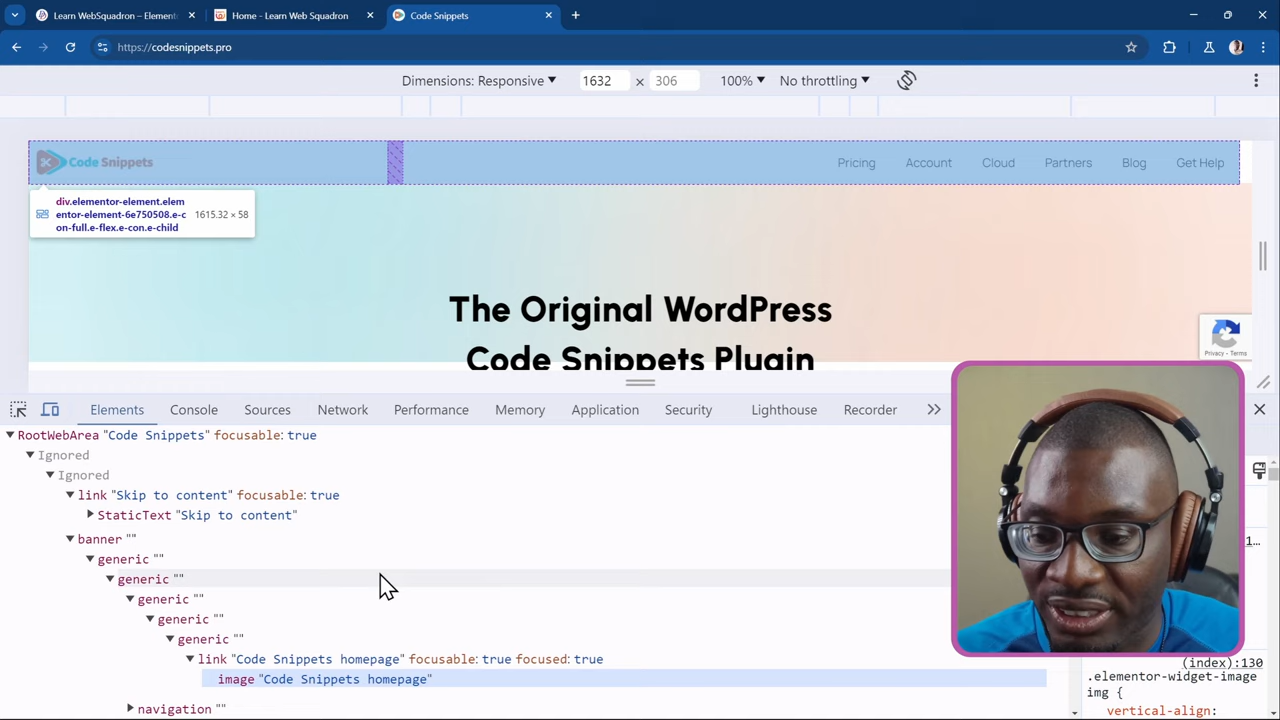 Learn WebSquadron – Element
Home - Learn Web Squadron
Code Snippets
https://codesnippets.pro
Dimensions: Responsive 1632 × 306 100% No throttling
Code Snippets
Pricing Account Cloud Partners Blog Get Help
div.elementor-element.elem
entor-element-6e750508.e-c
on-full.e-flex.e-con.e-child
1615.32 × 58
The Original WordPress
Code Snippets Plugin
Privacy - Terms
Elements Console Sources Network Performance Memory Application Security Lighthouse Recorder
RootWebArea "Code Snippets" focusable: true
Ignored
Ignored
link "Skip to content" focusable: true
StaticText "Skip to content"
banner ""
generic ""
generic ""
generic ""
generic ""
generic ""
link "Code Snippets homepage" focusable: true focused: true
image "Code Snippets homepage"
navigation ""
1...
(index):130
.elementor-widget-image
img {
vertical-align: